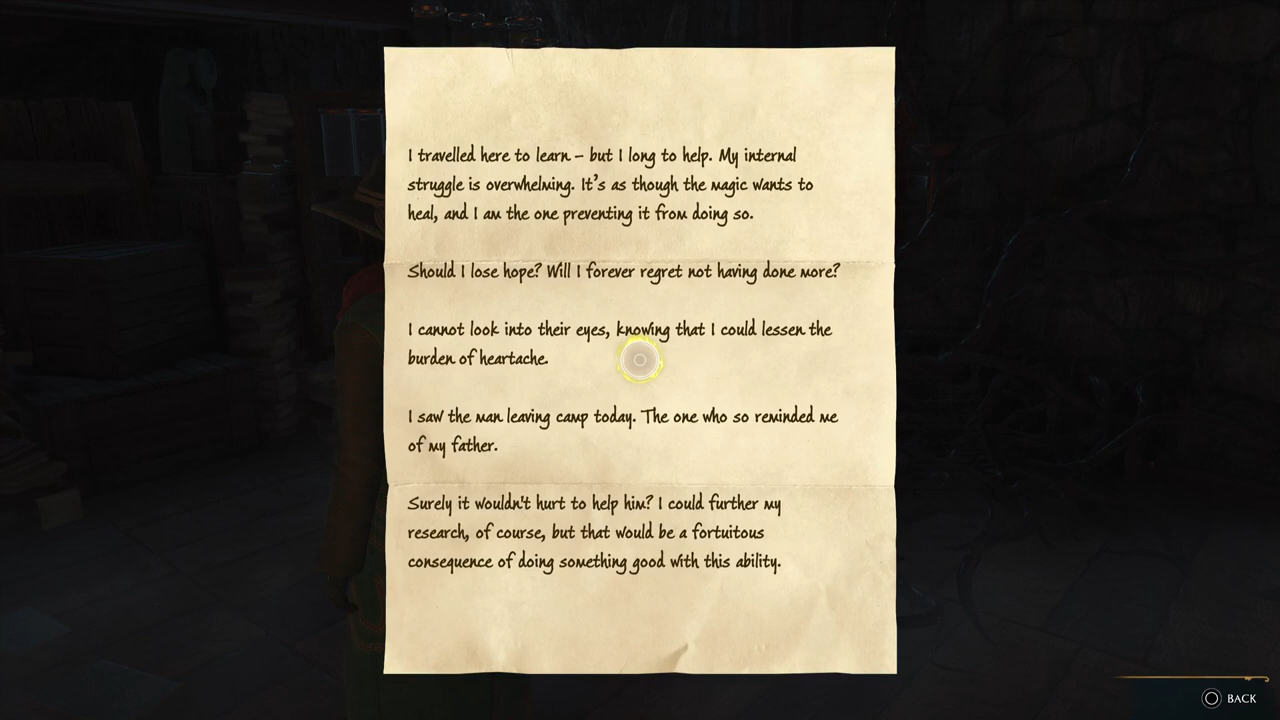 I travelled here to learn – but I long to help. My internal
struggle is overwhelming. It's as though the magic wants to
heal, and I am the one preventing it from doing so.
Should I lose hope? Will I forever regret not having done more?
I cannot look into their eyes, knowing that I could lessen the
burden of heartache.
I saw the man leaving camp today. The one who so reminded me
of my father.
Surely it wouldn't hurt to help him? I could further my
research, of course, but that would be a fortuitous
consequence of doing something good with this ability.
BACK